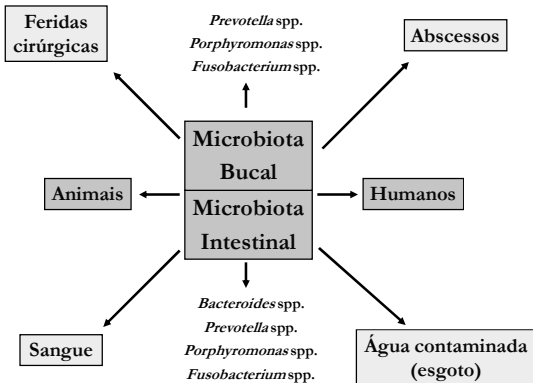 Feridas
cirúrgicas
Prevotella spp.
Porphyromonas spp.
Fusobacterium spp.
Abscessos
Microbiota
Bucal
Animais
Humanos
Microbiota
Intestinal
Bacteroides spp.
Prevotella spp.
Porphyromonas spp.
Fusobacterium spp.
Sangue
Água contaminada
(esgoto)